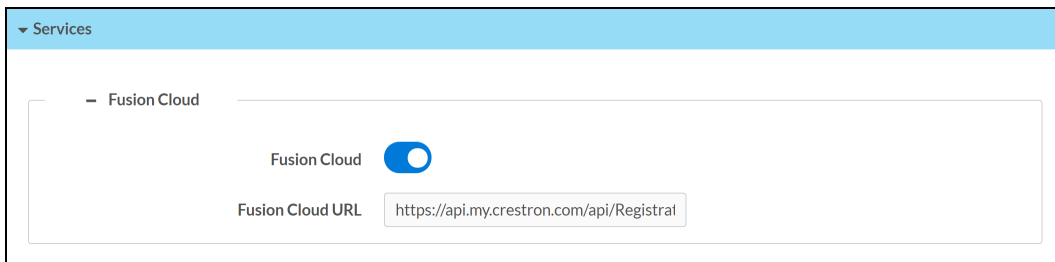 Services
Fusion Cloud
Fusion Cloud
Fusion Cloud URL https://api.my.crestron.com/api/Registrat